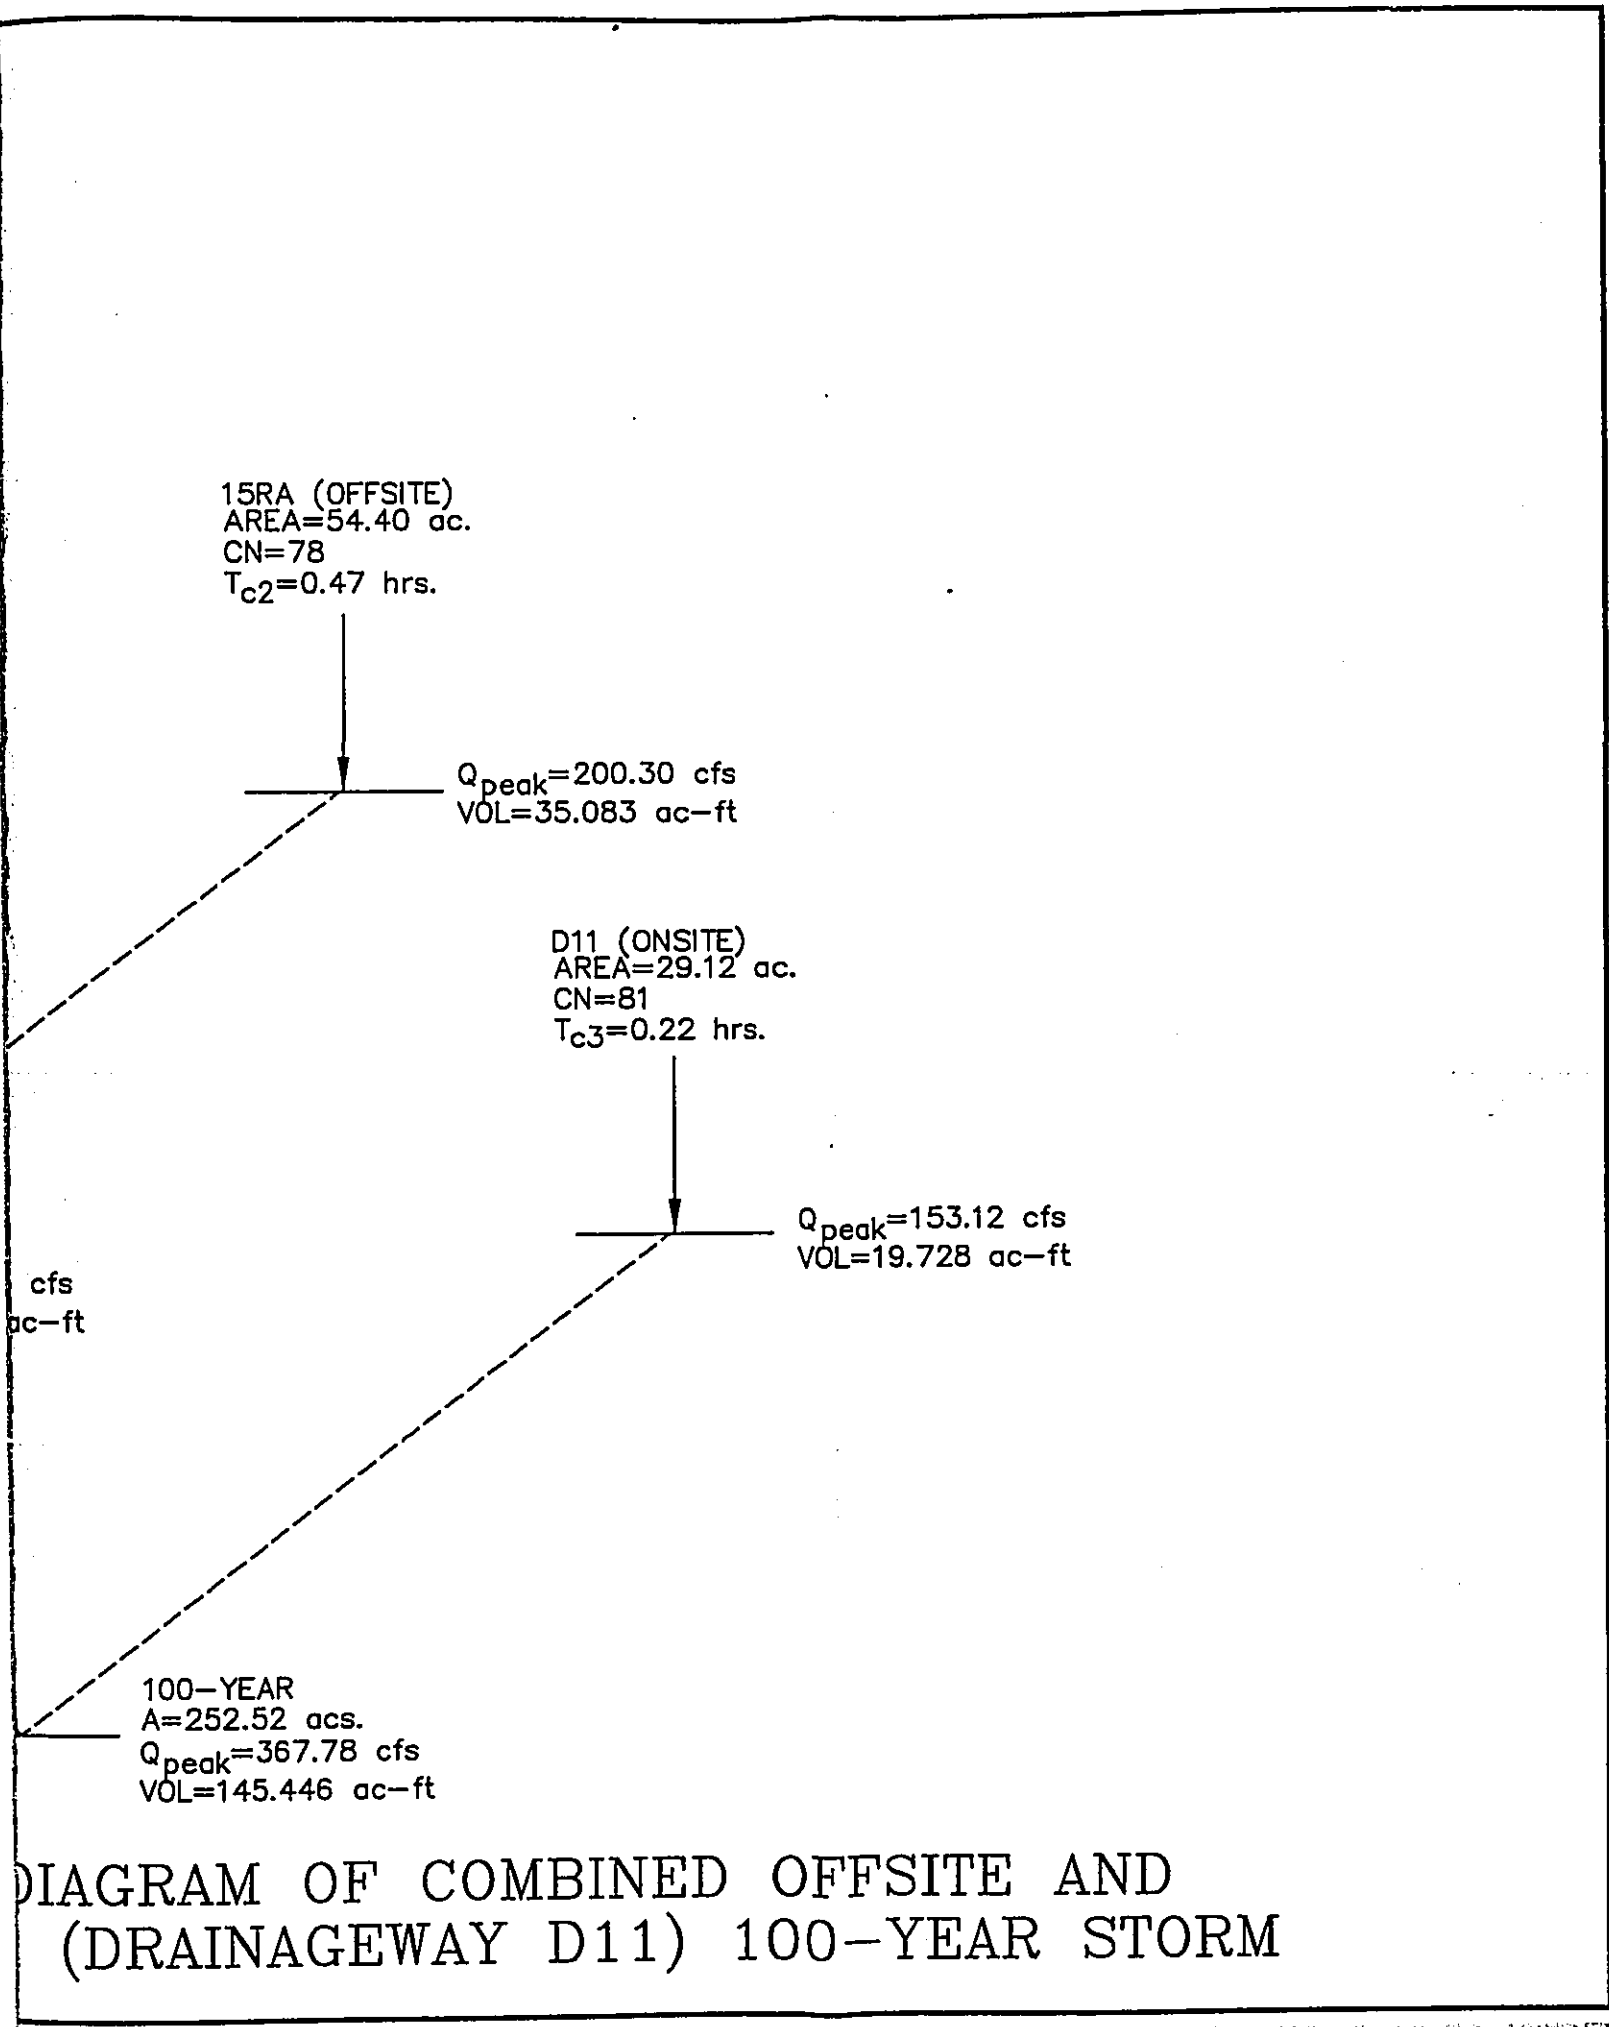 15RA (OFFSITE)
AREA=54.40 ac.
CN=78
Tc2=0.47 hrs.
Qpeak=200.30 cfs
VOL=35.083 ac-ft
D11 (ONSITE)
AREA=29.12 ac.
CN=81
Tc3=0.22 hrs.
Qpeak=153.12 cfs
VOL=19.728 ac-ft
cfs
ac-ft
100-YEAR
A=252.52 acs.
Qpeak=367.78 cfs
VOL=145.446 ac-ft
DIAGRAM OF COMBINED OFFSITE AND
(DRAINAGEWAY D11) 100-YEAR STORM